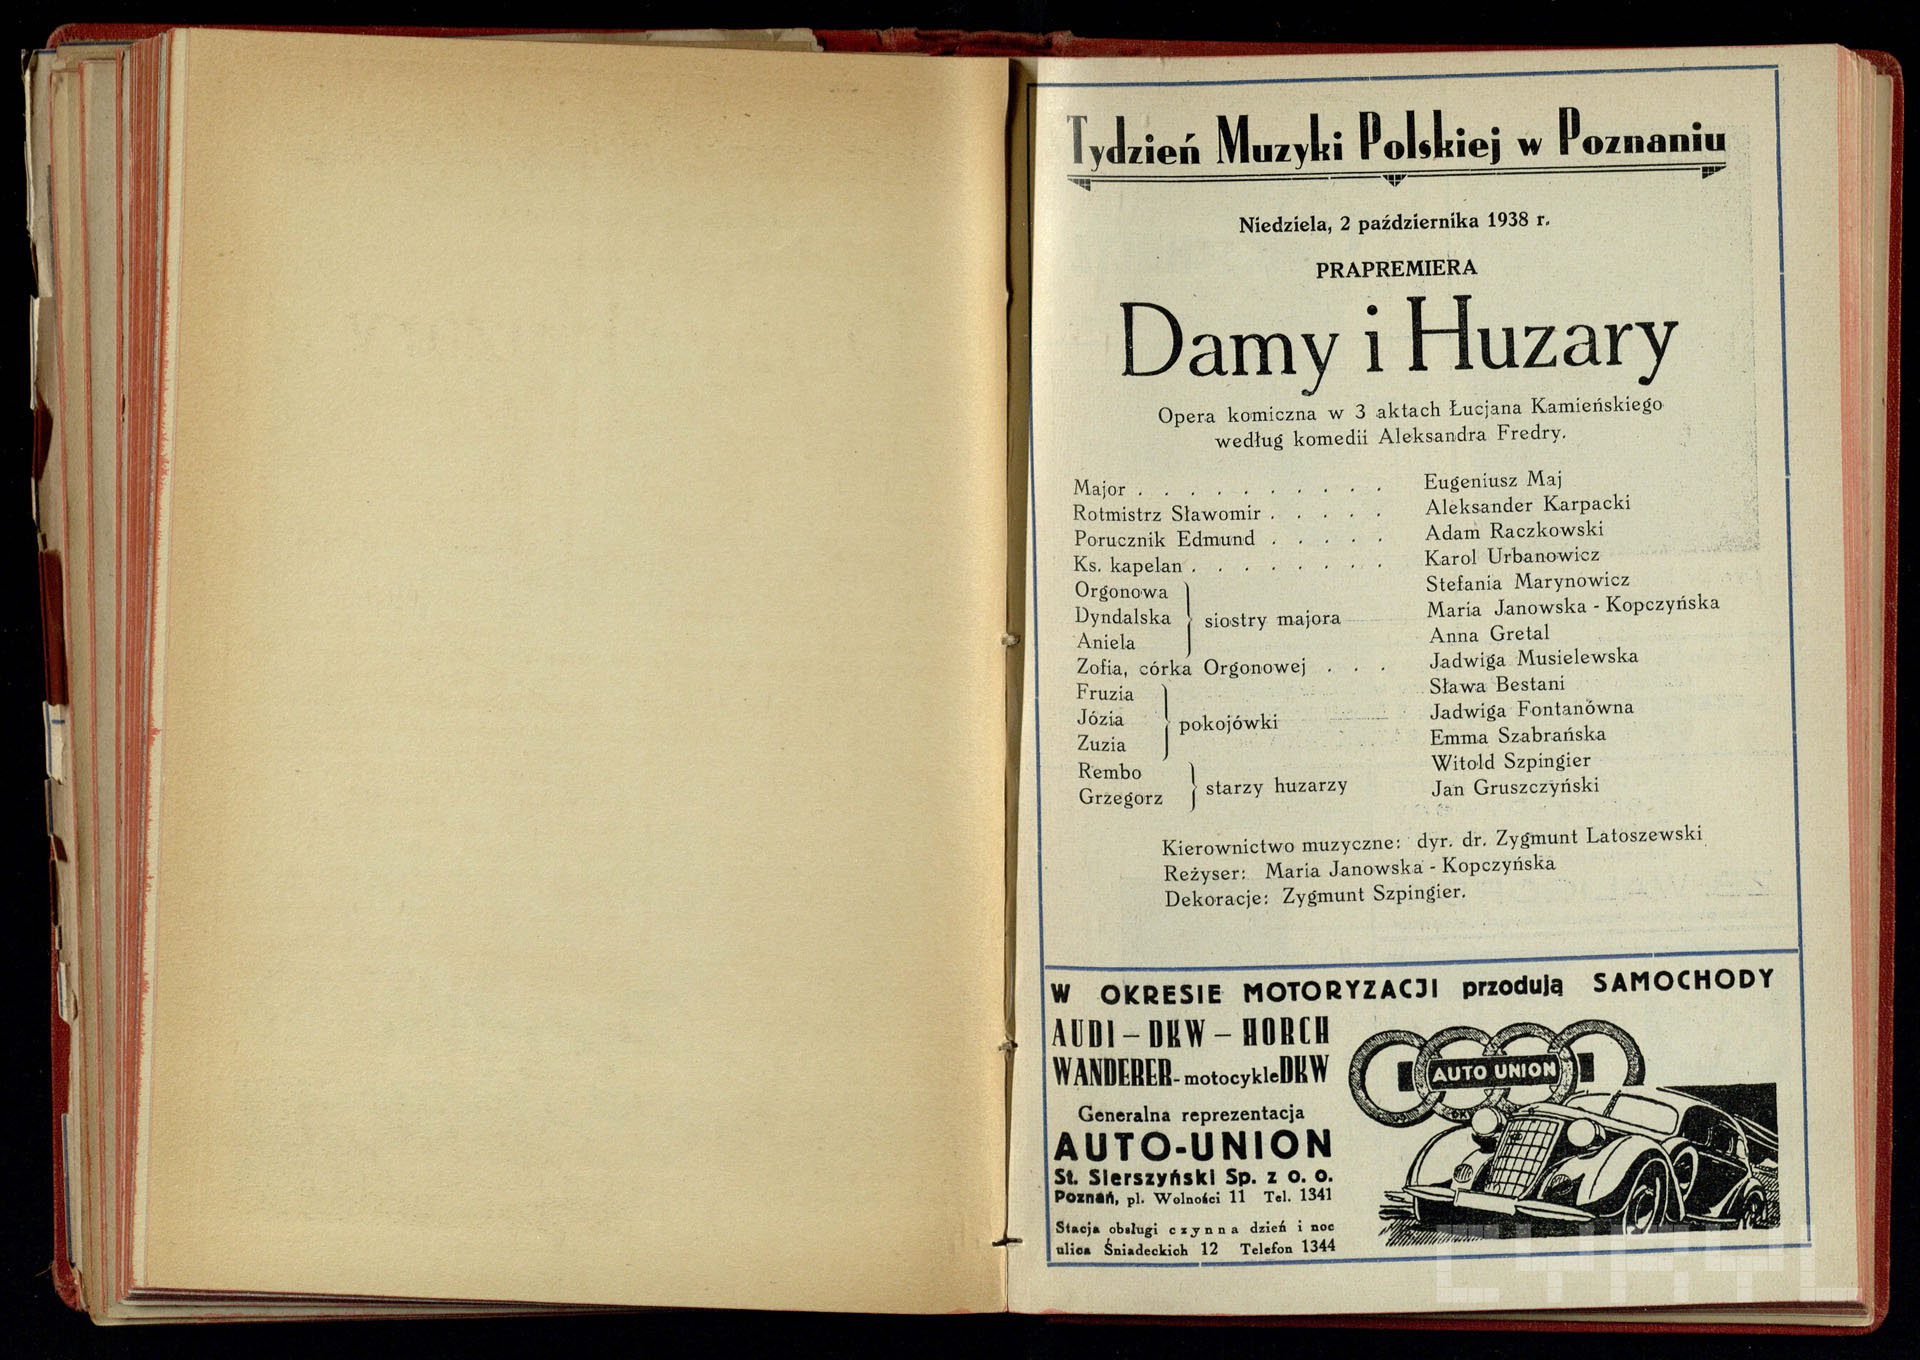 Tydzień Muzyki Polskiej w Poznaniu
Niedziela, 2 października 1938 r.
PRAPREMIERA
Damy i Huzary
Opera komiczna w 3 aktach Łucjana Kamieńskiego
według komedii Aleksandra Fredry.
Major . . . . . . . . . . Eugeniusz Maj
Rotmistrz Sławomir . . . . . Aleksander Karpacki
Porucznik Edmund . . . . . Adam Raczkowski
Ks. kapelan . . . . . . . . Karol Urbanowicz
Orgonowa Stefania Marynowicz
Dyndalska siostry majora Maria Janowska - Kopczyńska
Aniela Anna Gretal
Zofia, córka Orgonowej . . . Jadwiga Musielewska
Fruzia Sława Bestani
Józia pokojówki Jadwiga Fontanówna
Zuzia Emma Szabrańska
Rembo Witold Szpingier
Grzegorz starzy huzarzy Jan Gruszczyński
Kierownictwo muzyczne: dyr. dr. Zygmunt Latoszewski
Reżyser: Maria Janowska - Kopczyńska
Dekoracje: Zygmunt Szpingier.
W OKRESIE MOTORYZACJI przodują SAMOCHODY
AUDI – DKW – HORCH
WANDERER - motocykle DKW
AUTO UNION
Generalna reprezentacja
AUTO-UNION
St. Sierszyński Sp. z o. o.
Poznań, pl. Wolności 11 Tel. 1341
Stacja obsługi czynna dzień i noc
ulica Śniadeckich 12 Telefon 1344